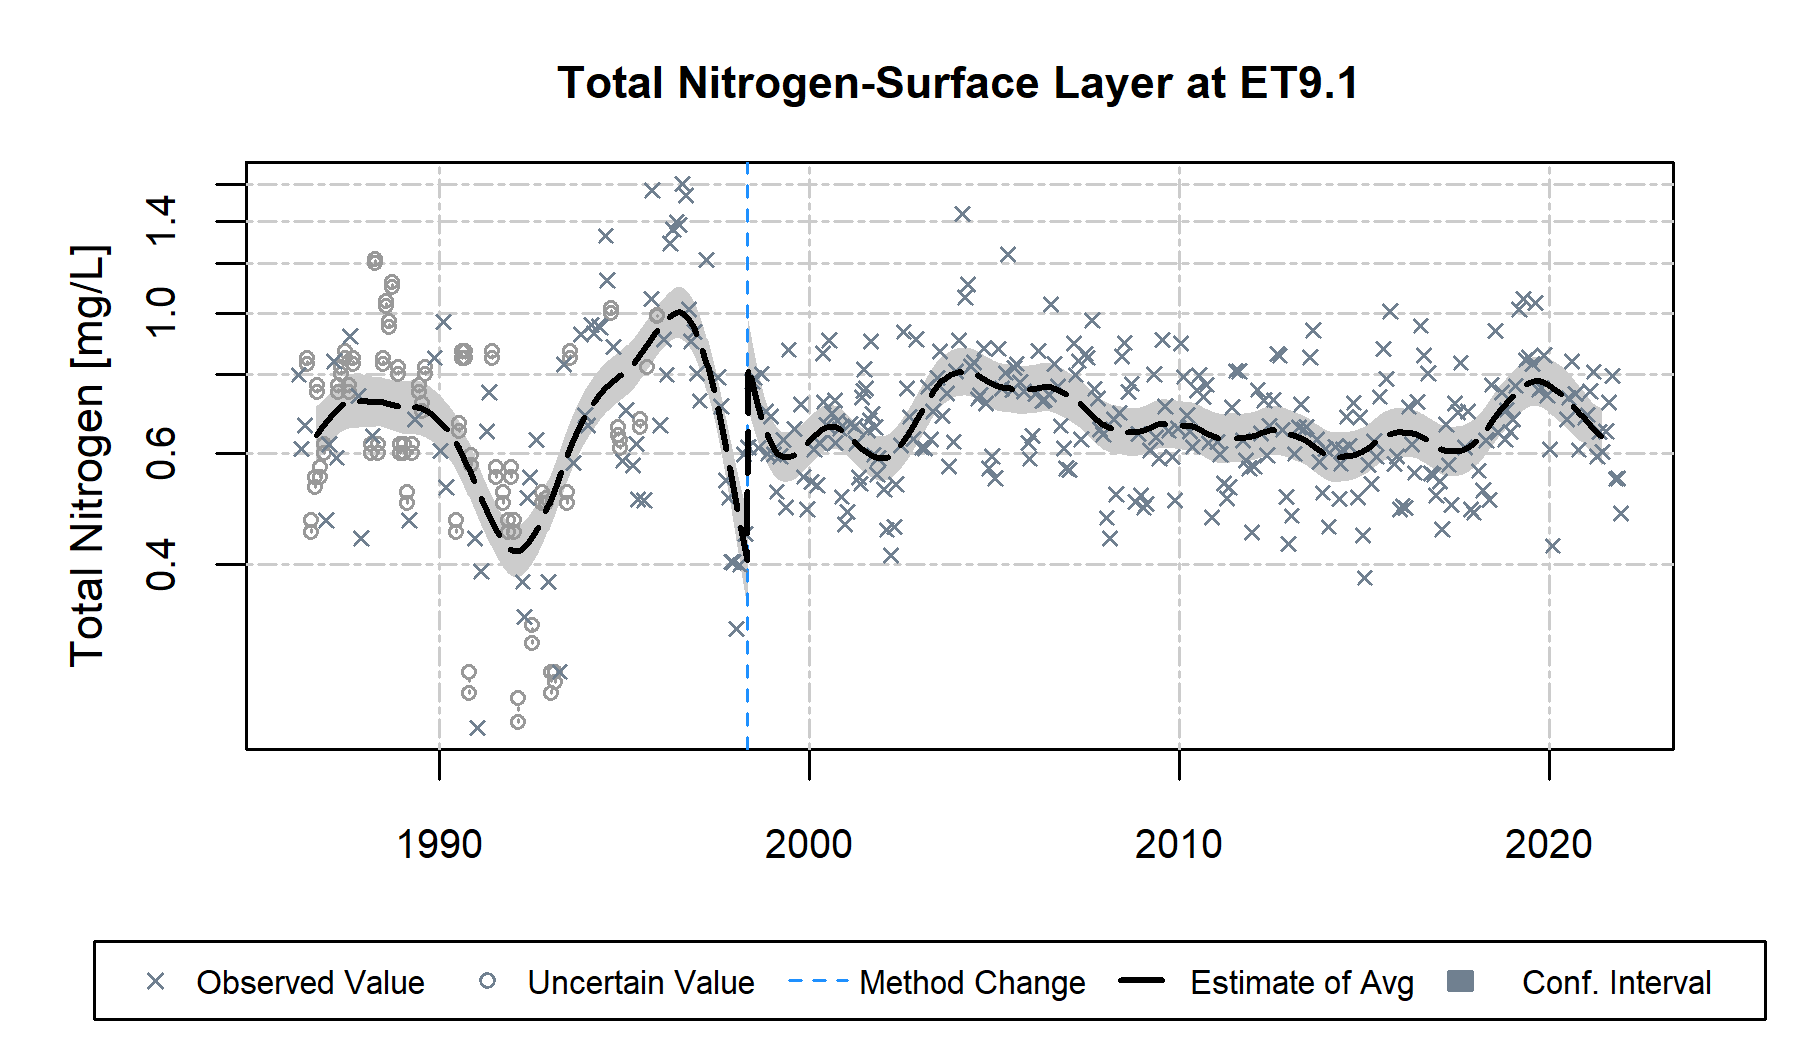 Total Nitrogen-Surface Layer at ET9.1
Total Nitrogen [mg/L]
1.4
1.0
0.6
0.4
1990 2000 2010 2020
Observed Value Uncertain Value Method Change Estimate of Avg Conf. Interval